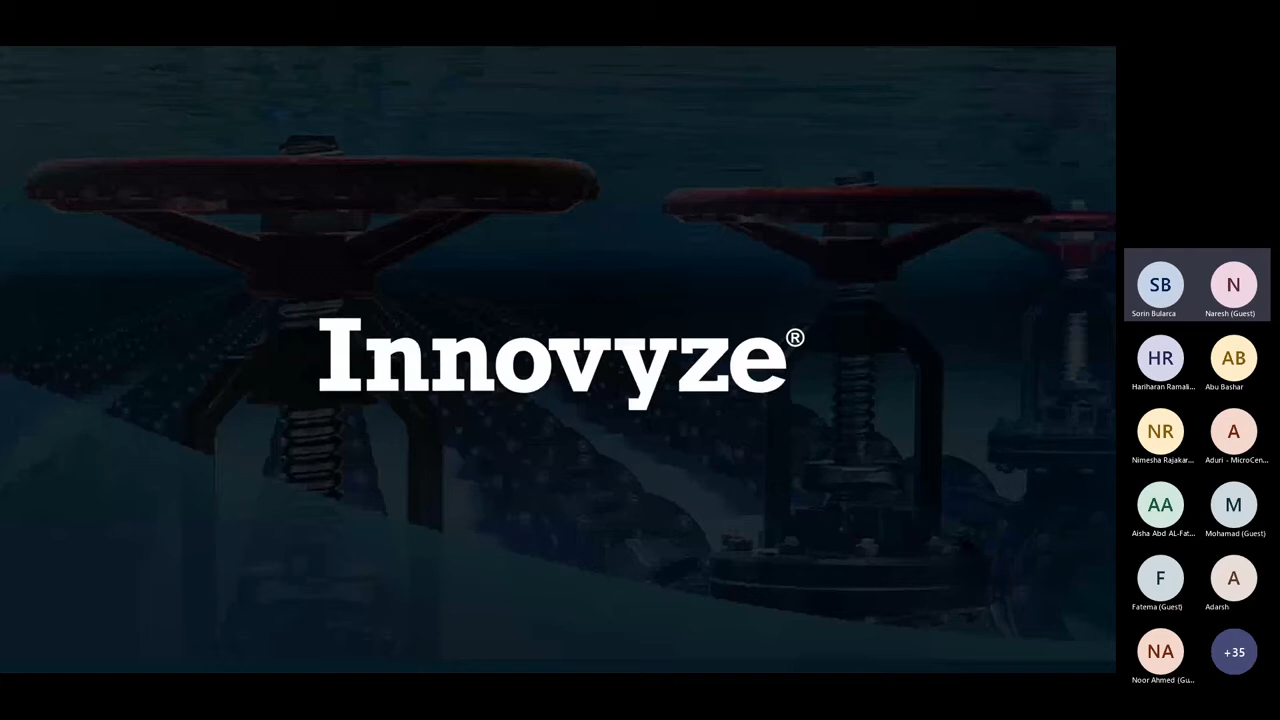 Innovyze®
SB N
Sorin Bularca Naresh (Guest)
HR AB
Hariharan Ramali... Abu Bashar
NR A
Nimesha Rajakar... Aduri - MicroCen...
AA M
Aisha Abd AL-Fat... Mohamad (Guest)
F A
Fatema (Guest) Adarsh
NA +35
Noor Ahmed (Gu...